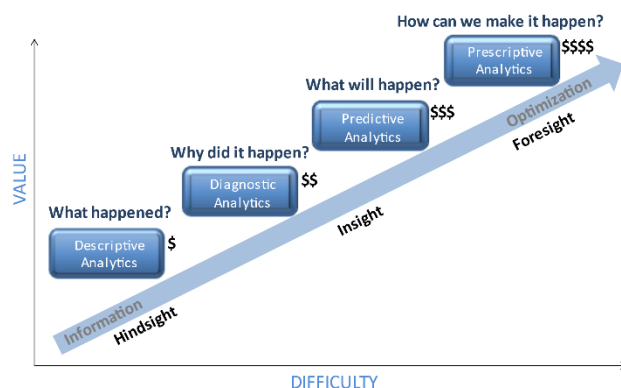 How can we make it happen?
Prescriptive
Analytics
$$$$
What will happen?
Predictive
Analytics
$$$
Why did it happen?
Diagnostic
Analytics
$$
What happened?
Descriptive
Analytics
$
Information
Hindsight
Insight
Optimization
Foresight
VALUE
DIFFICULTY